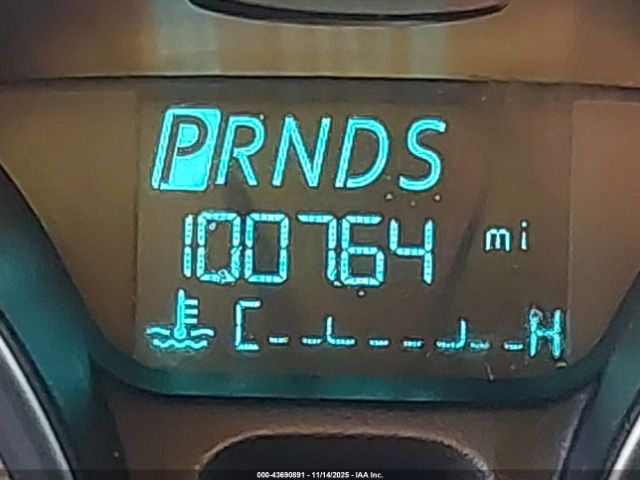 PRNDS
100764 mi
C H
000-43690891 - 11/14/2025 - IAA Inc.